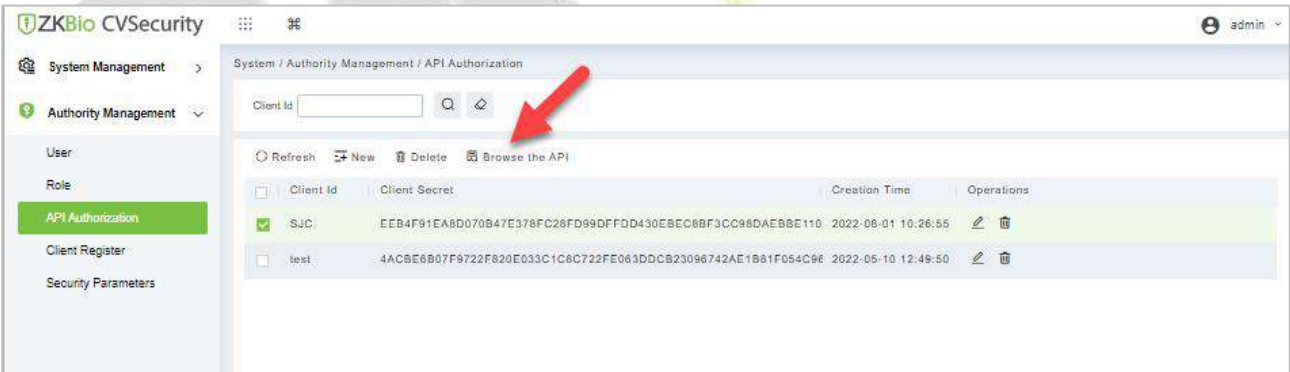 ZKBio CVSecurity
admin
System Management
System / Authority Management / API Authorization
Authority Management
Client Id
User
Refresh New Delete Browse the API
Role
Client Id Client Secret Creation Time Operations
API Authorization
SJC EEB4F91EA8D070B47E378FC28FD99DFFDD430EBEC8BF3CC98DAEBBE110 2022-08-01 10:26:55
Client Register
test 4ACBE6B07F9722F820E033C1C6C722FE063DDCB23096742AE1B81F054C96 2022-05-10 12:49:50
Security Parameters